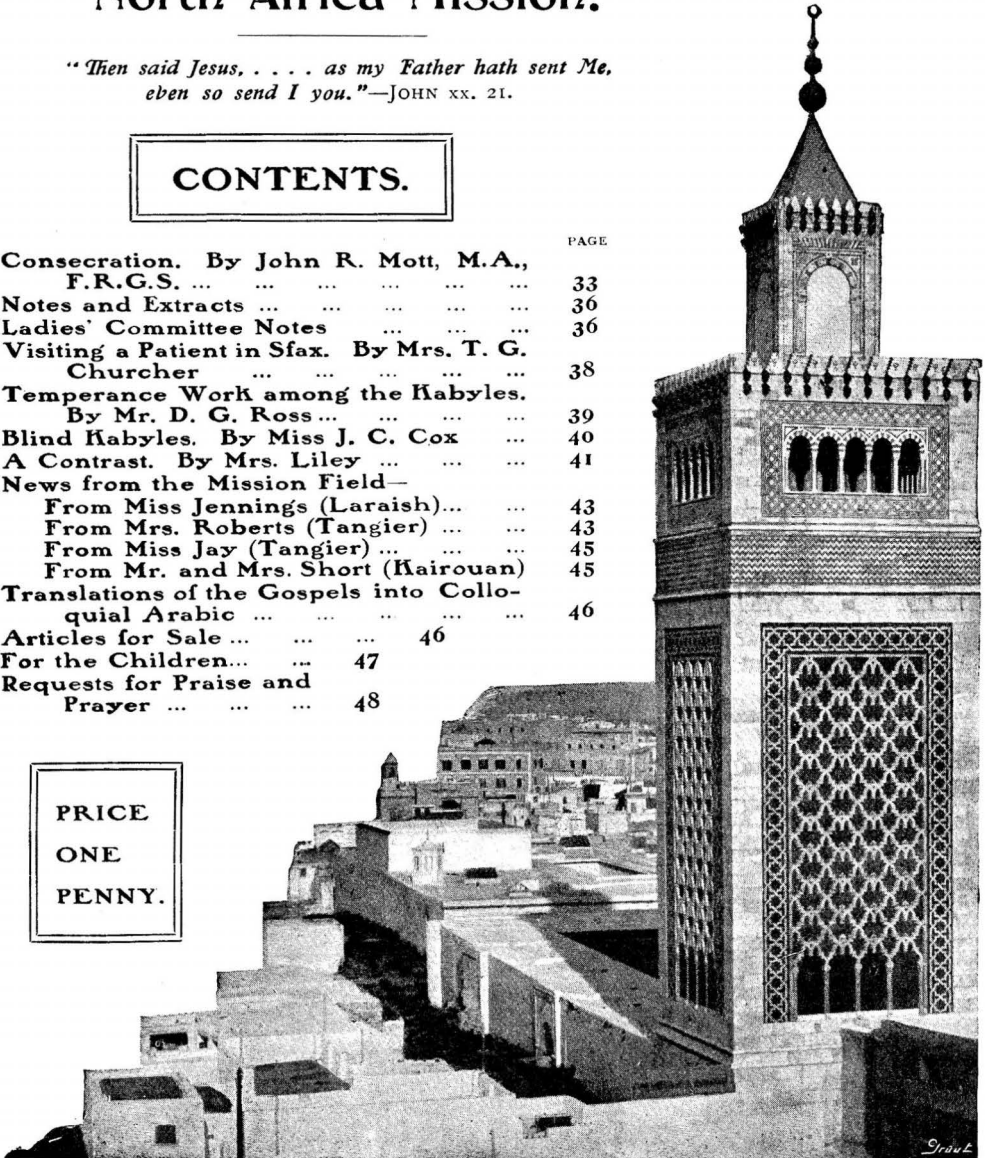 North Africa Mission.
"Then said Jesus, . . . . . as my Father hath sent Me,
even so send I you."—JOHN xx. 21.
CONTENTS.
PAGE
Consecration. By John R. Mott, M.A.,
F.R.G.S. ... ... ... ... ... ... 33
Notes and Extracts ... ... ... ... ... 36
Ladies' Committee Notes ... ... ... 36
Visiting a Patient in Sfax. By Mrs. T. G.
Churcher ... ... ... ... ... 38
Temperance Work among the Kabyles.
By Mr. D. G. Ross ... ... ... ... 39
Blind Kabyles. By Miss J. C. Cox ... 40
A Contrast. By Mrs. Liley ... ... ... 41
News from the Mission Field—
From Miss Jennings (Laraish)... ... 43
From Mrs. Roberts (Tangier) ... ... 43
From Miss Jay (Tangier) ... ... ... 45
From Mr. and Mrs. Short (Kairouan) 45
Translations of the Gospels into Collo-
quial Arabic ... ... ... ... ... 46
Articles for Sale ... ... ... 46
For the Children... ... 47
Requests for Praise and
Prayer ... ... ... 48
PRICE
ONE
PENNY.
Grout